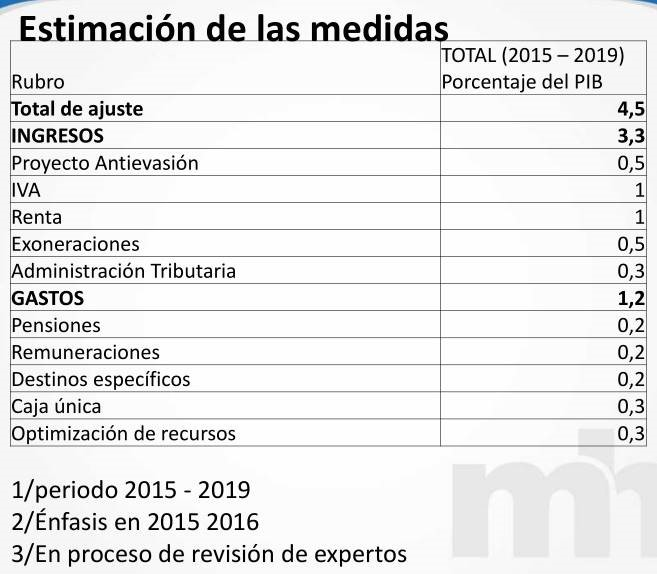 Estimación de las medidas
TOTAL (2015 – 2019)
Rubro Porcentaje del PIB
Total de ajuste 4,5
INGRESOS 3,3
Proyecto Antievasión 0,5
IVA 1
Renta 1
Exoneraciones 0,5
Administración Tributaria 0,3
GASTOS 1,2
Pensiones 0,2
Remuneraciones 0,2
Destinos específicos 0,2
Caja única 0,3
Optimización de recursos 0,3
1/periodo 2015 - 2019
2/Énfasis en 2015 2016
3/En proceso de revisión de expertos
mh